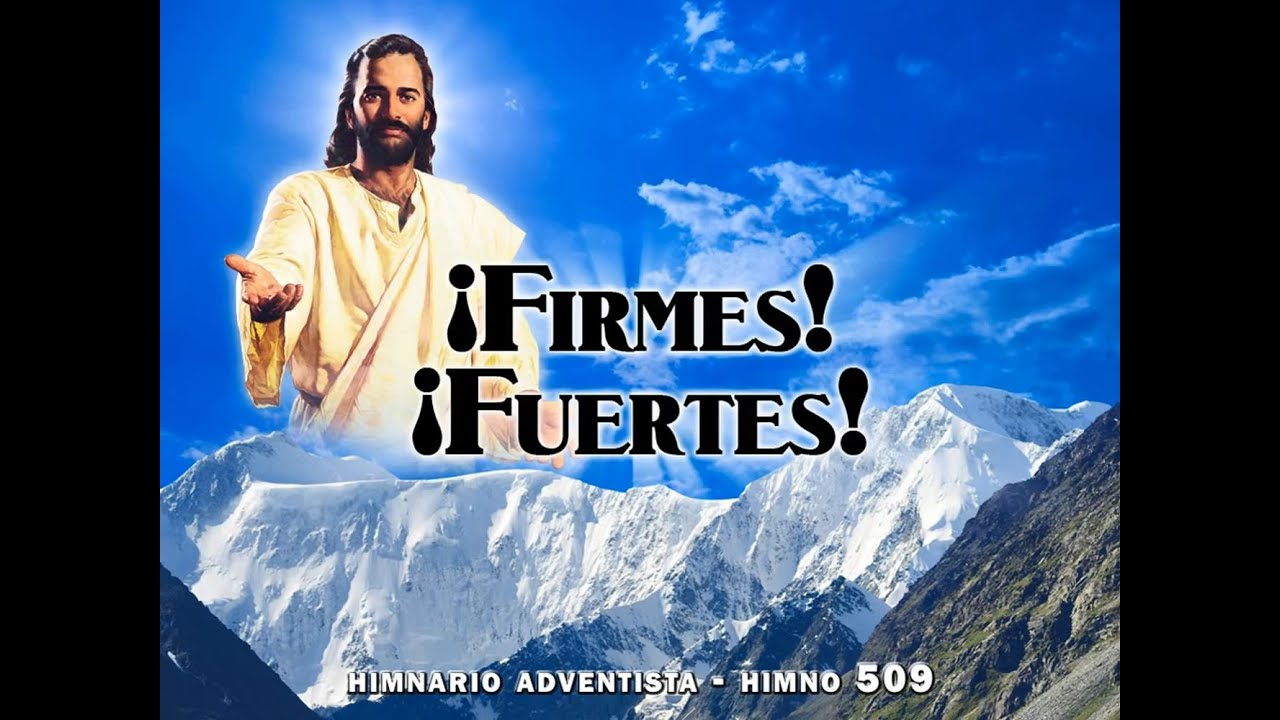 ¡FIRMES!
¡FUERTES!
HIMNARIO ADVENTISTA - HIMNO 509